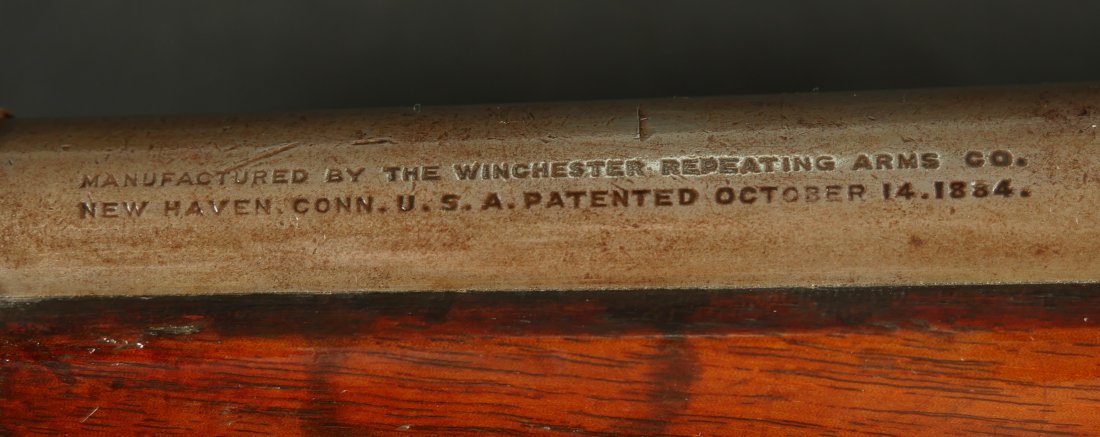 MANUFACTURED BY THE WINCHESTER REPEATING ARMS CO.
NEW HAVEN. CONN. U.S.A. PATENTED OCTOBER 14.1884.